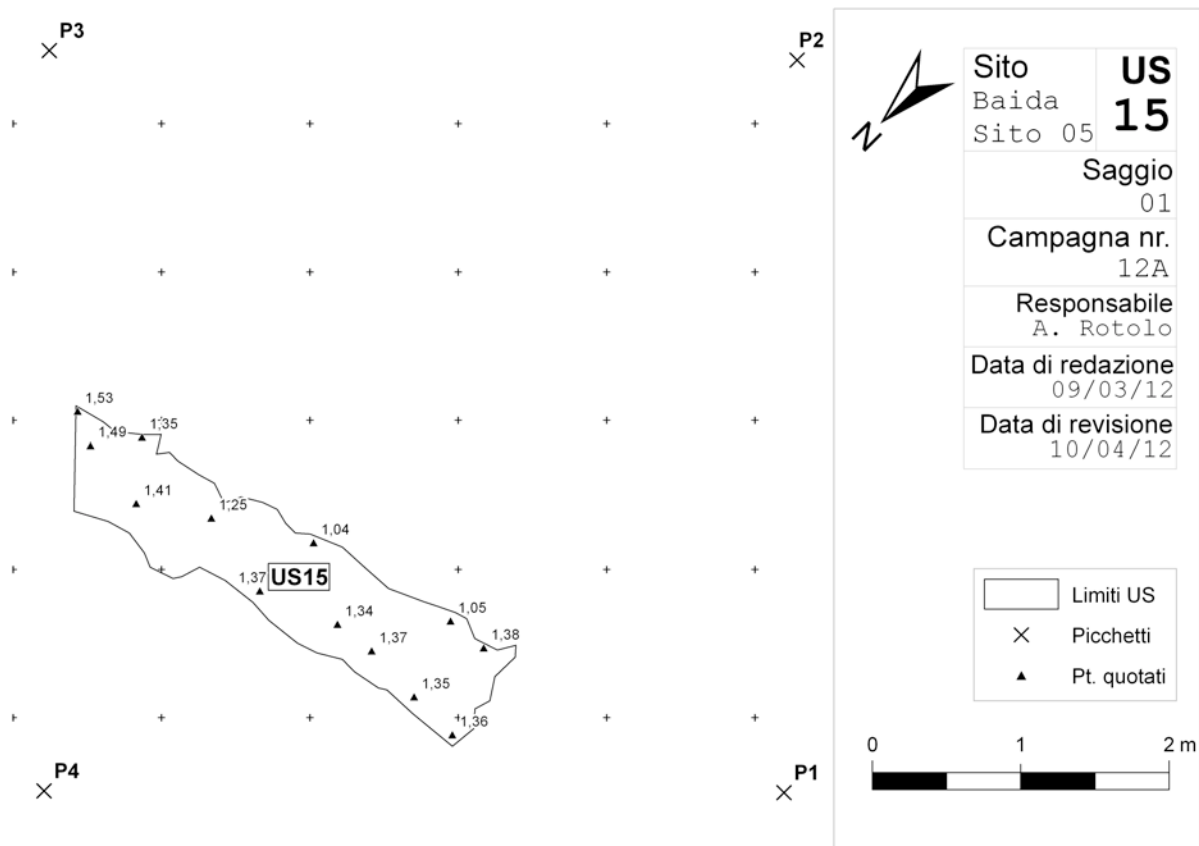 P3
P2
P4
P1
1,53
1,49
1,35
1,41
1,25
1,04
1,37
US15
1,34
1,37
1,05
1,38
1,35
1,36
N
Sito
Baida
Sito 05
US
15
Saggio
01
Campagna nr.
12A
Responsabile
A. Rotolo
Data di redazione
09/03/12
Data di revisione
10/04/12
Limiti US
Picchetti
Pt. quotati
0 1 2 m